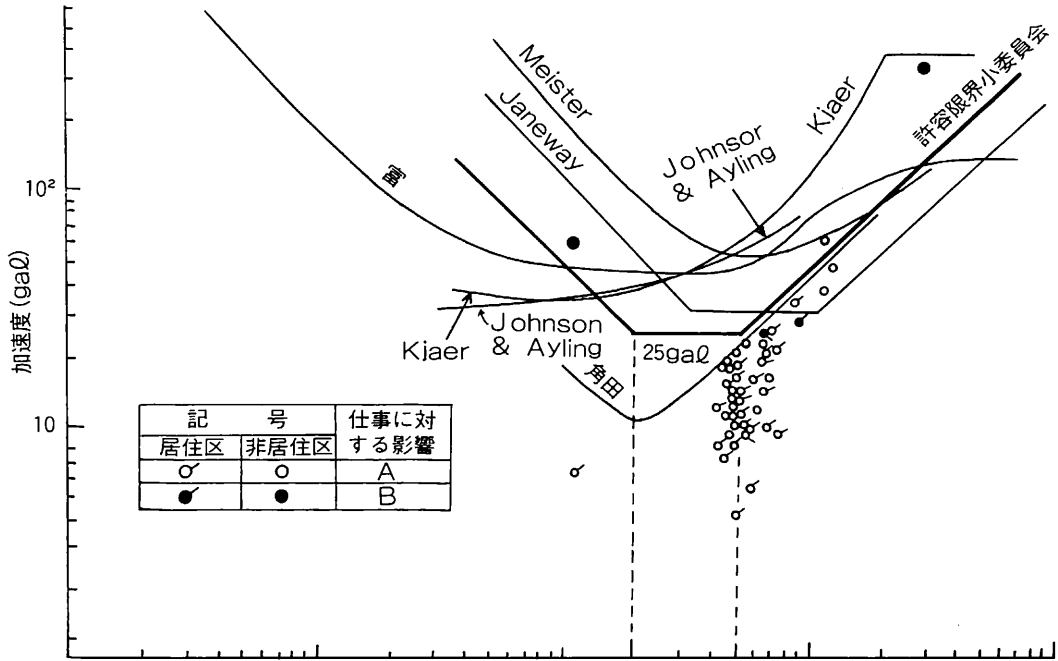 加速度(galℓ)
10²
10
Meister
Janeway
Johnsor
& Ayling
Kjaer
許容限界小委員会
富
Kjaer
Johnson
& Ayling
25gaℓ
角田
記 号
仕事に対する影響
居住区
非居住区
A
B